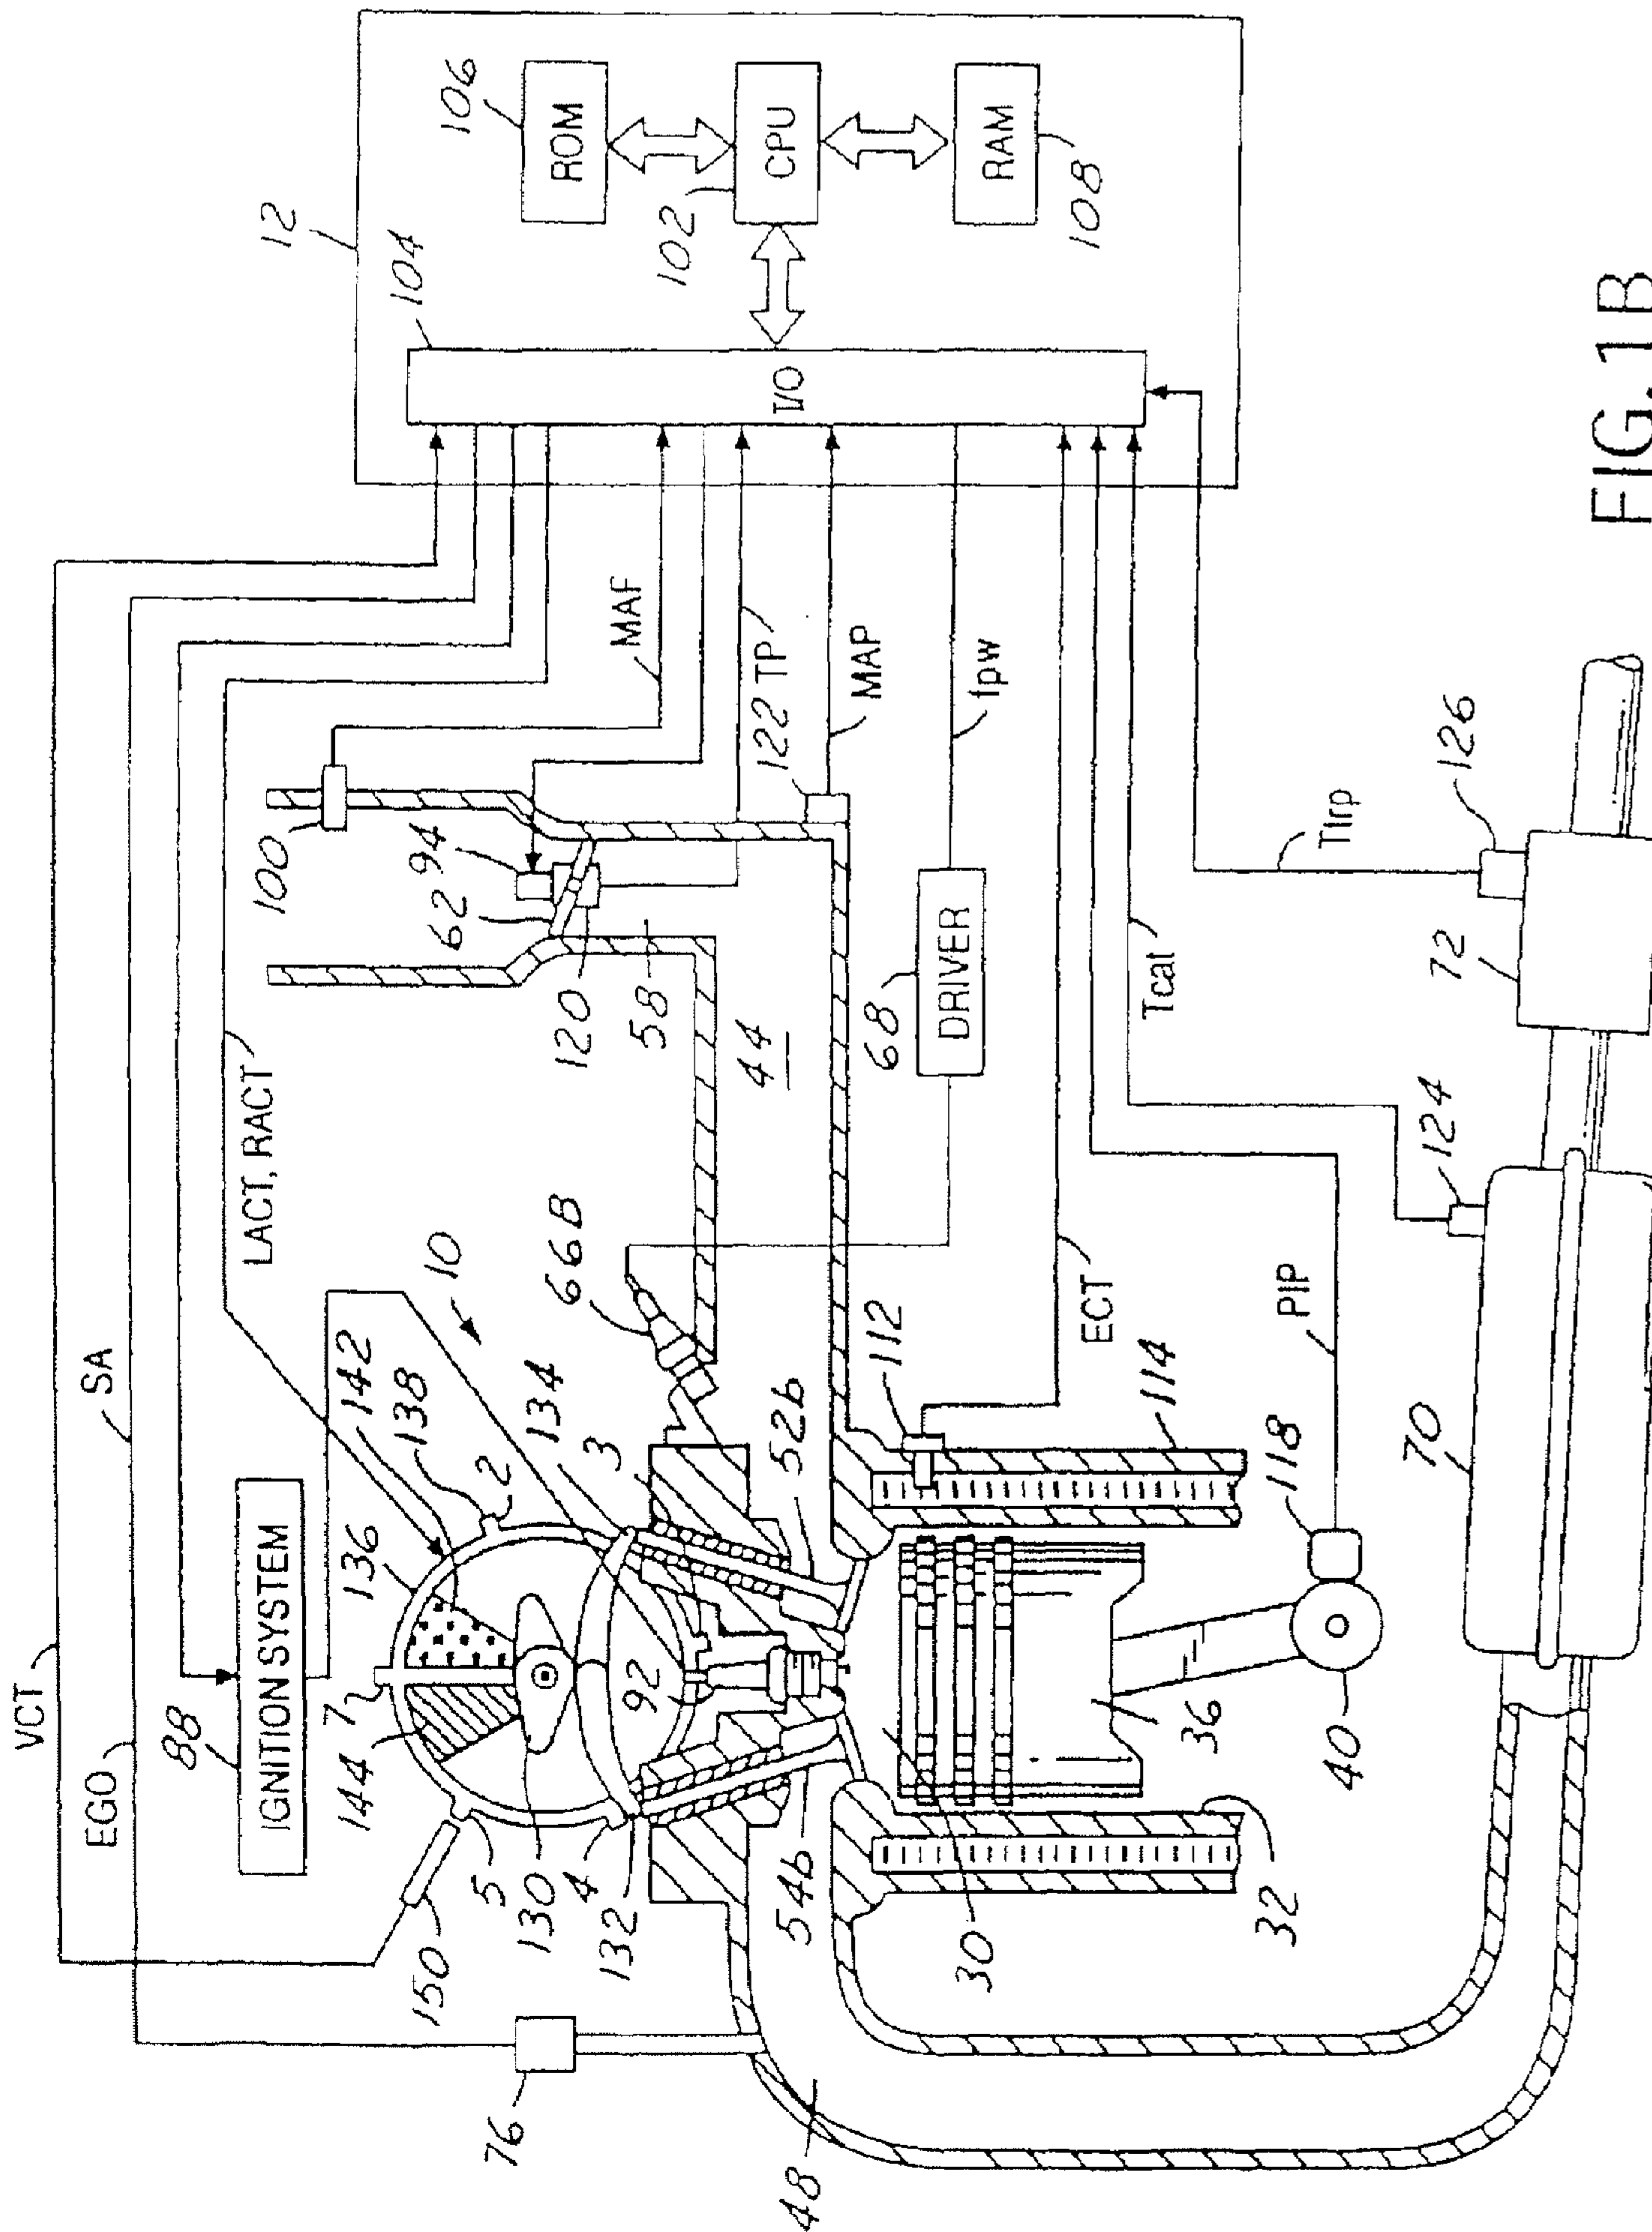 VCT
SA
EGO
88
IGNITION SYSTEM
LACT, RACT
100
MAF
12
104
106
ROM
102
CPU
I/O
RAM
108
7
136
142
138
2
10
144
5
130
4
132
150
76
92
134
3
66B
62
94
120
58
122
TP
MAP
44
68
DRIVER
fpw
54b
52b
112
ECT
114
30
36
32
118
40
PIP
48
Tcat
124
70
72
Ttrp
126
FIG. 1B